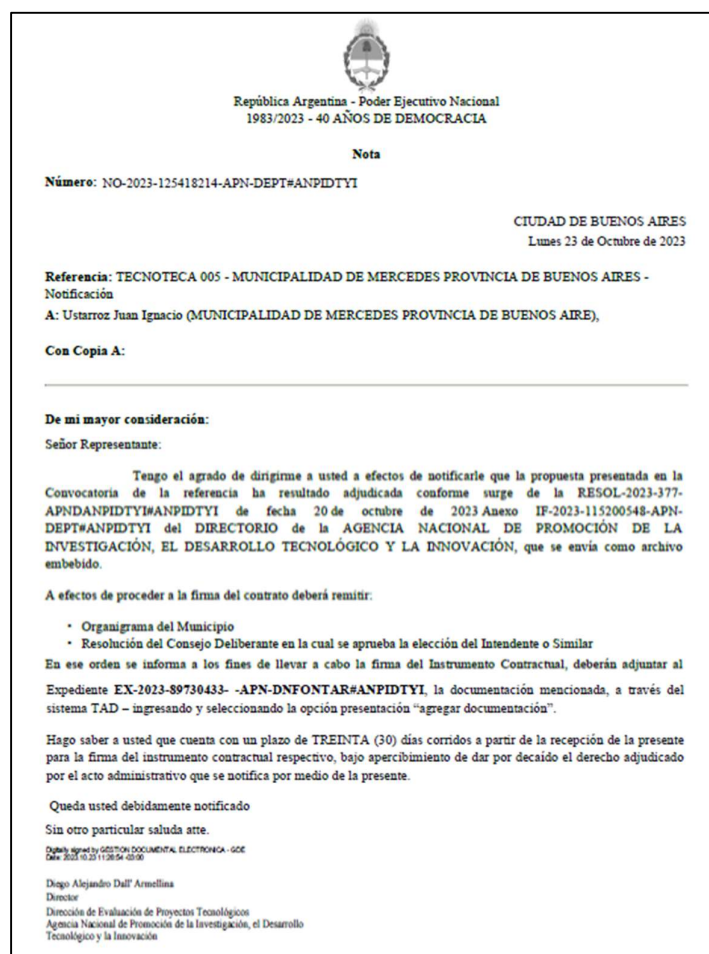 República Argentina - Poder Ejecutivo Nacional
1983/2023 - 40 AÑOS DE DEMOCRACIA
Nota
Número: NO-2023-125418214-APN-DEPT#ANPIDTYI
CIUDAD DE BUENOS AIRES
Lunes 23 de Octubre de 2023
Referencia: TECNOTECA 005 - MUNICIPALIDAD DE MERCEDES PROVINCIA DE BUENOS AIRES -
Notificación
A: Ustarroz Juan Ignacio (MUNICIPALIDAD DE MERCEDES PROVINCIA DE BUENOS AIRE),
Con Copia A:
De mi mayor consideración:
Señor Representante:
Tengo el agrado de dirigirme a usted a efectos de notificarle que la propuesta presentada en la
Convocatoria de la referencia ha resultado adjudicada conforme surge de la RESOL-2023-377-
APNDANPIDTYI#ANPIDTYI de fecha 20 de octubre de 2023 Anexo IF-2023-115200548-APN-
DEPT#ANPIDTYI del DIRECTORIO de la AGENCIA NACIONAL DE PROMOCIÓN DE LA
INVESTIGACIÓN, EL DESARROLLO TECNOLÓGICO Y LA INNOVACIÓN, que se envía como archivo
embebido.
A efectos de proceder a la firma del contrato deberá remitir:
• Organigrama del Municipio
• Resolución del Consejo Deliberante en la cual se aprueba la elección del Intendente o Similar
En ese orden se informa a los fines de llevar a cabo la firma del Instrumento Contractual, deberán adjuntar al
Expediente EX-2023-89730433- -APN-DNFONTAR#ANPIDTYI, la documentación mencionada, a través del
sistema TAD – ingresando y seleccionando la opción presentación “agregar documentación”.
Hago saber a usted que cuenta con un plazo de TREINTA (30) días corridos a partir de la recepción de la presente
para la firma del instrumento contractual respectivo, bajo apercibimiento de dar por decaído el derecho adjudicado
por el acto administrativo que se notifica por medio de la presente.
Queda usted debidamente notificado
Sin otro particular saluda atte.
Digitally signed by GESTION DOCUMENTAL ELECTRONICA - GDE
Date: 2023.10.23 11:28:54 -03:00
Diego Alejandro Dall' Armellina
Director
Dirección de Evaluación de Proyectos Tecnológicos
Agencia Nacional de Promoción de la Investigación, el Desarrollo
Tecnológico y la Innovación